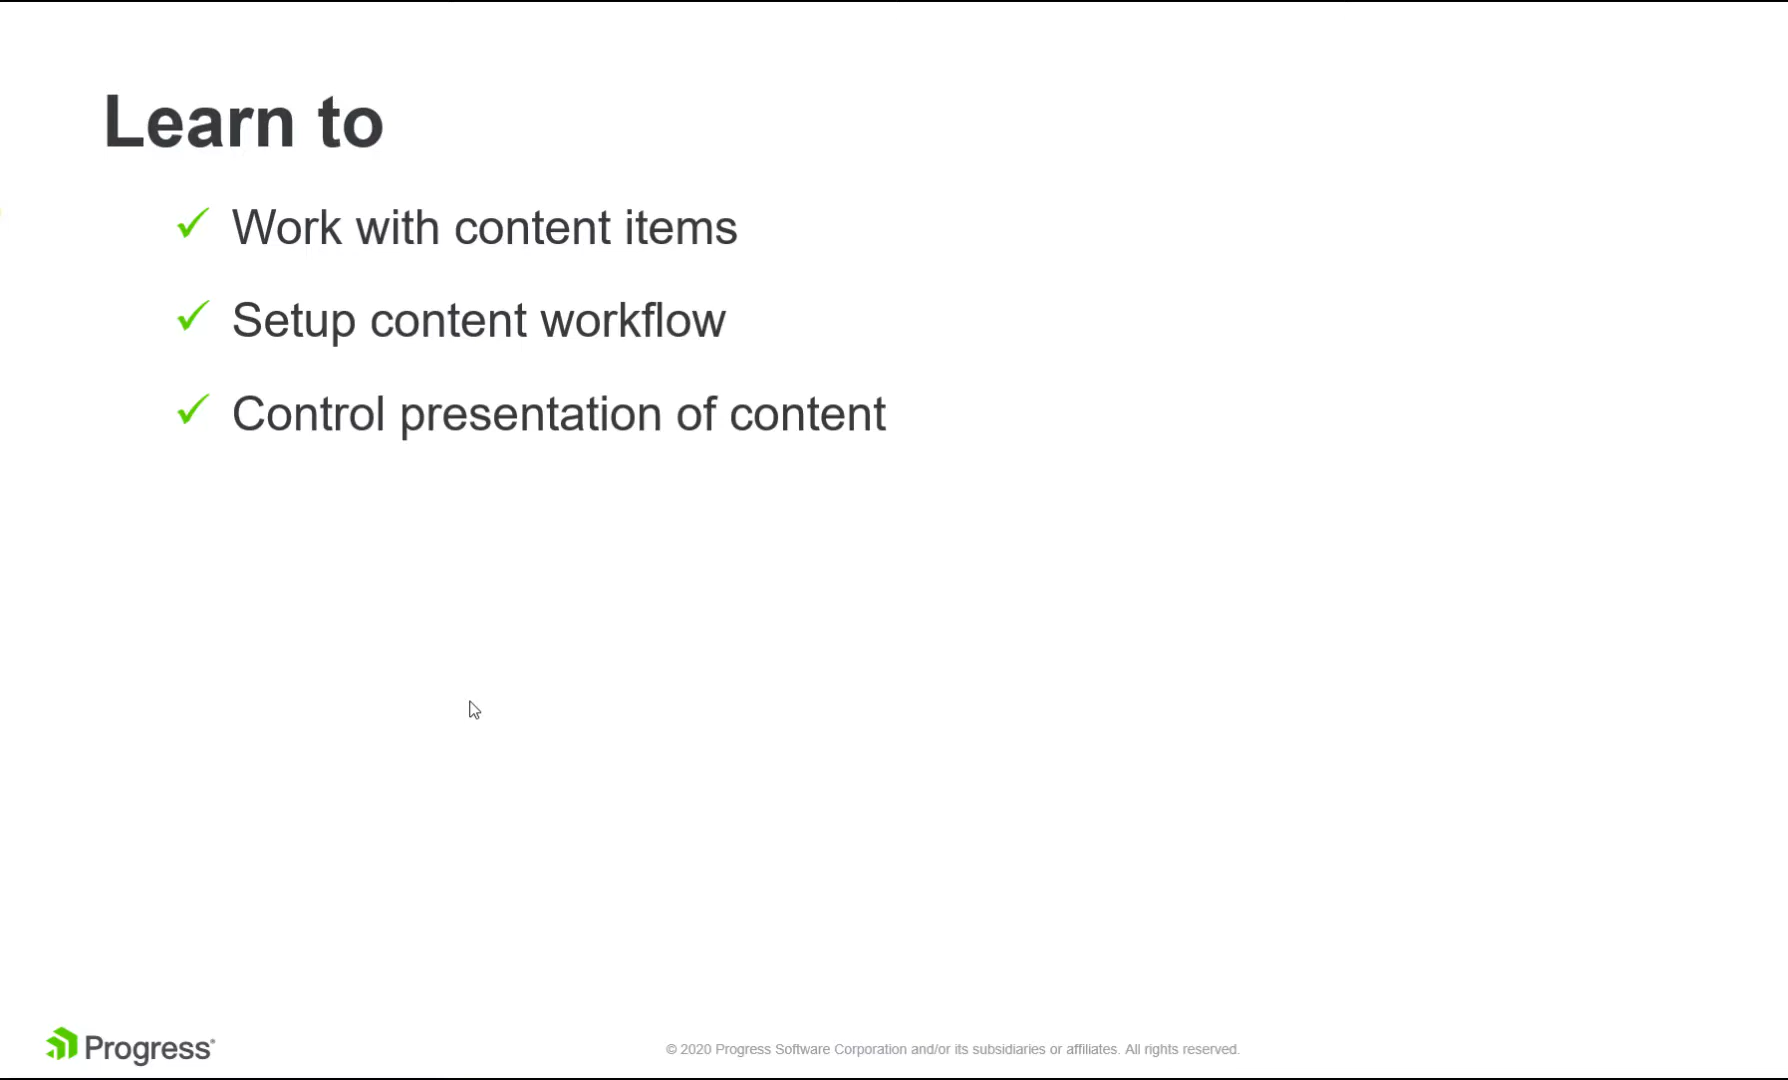 Learn to
Work with content items
Setup content workflow
Control presentation of content
Progress®
© 2020 Progress Software Corporation and/or its subsidiaries or affiliates. All rights reserved.